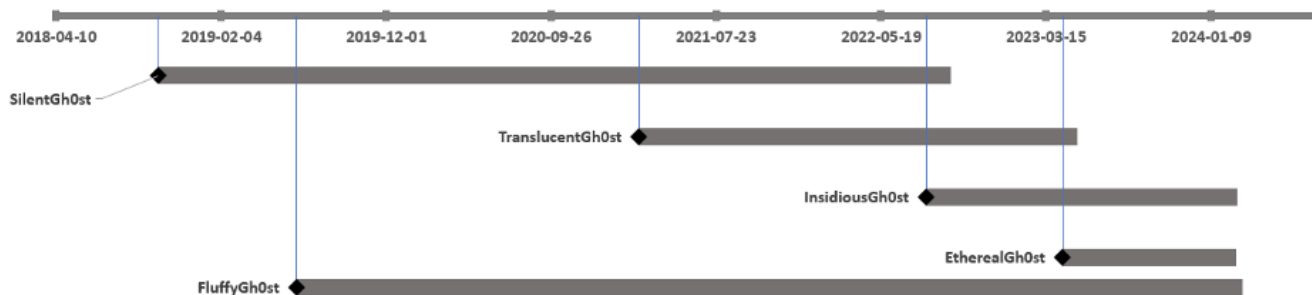 2018-04-10 2019-02-04 2019-12-01 2020-09-26 2021-07-23 2022-05-19 2023-03-15 2024-01-09
SilentGh0st
TranslucentGh0st
InsidiousGh0st
EtherealGh0st
FluffyGh0st